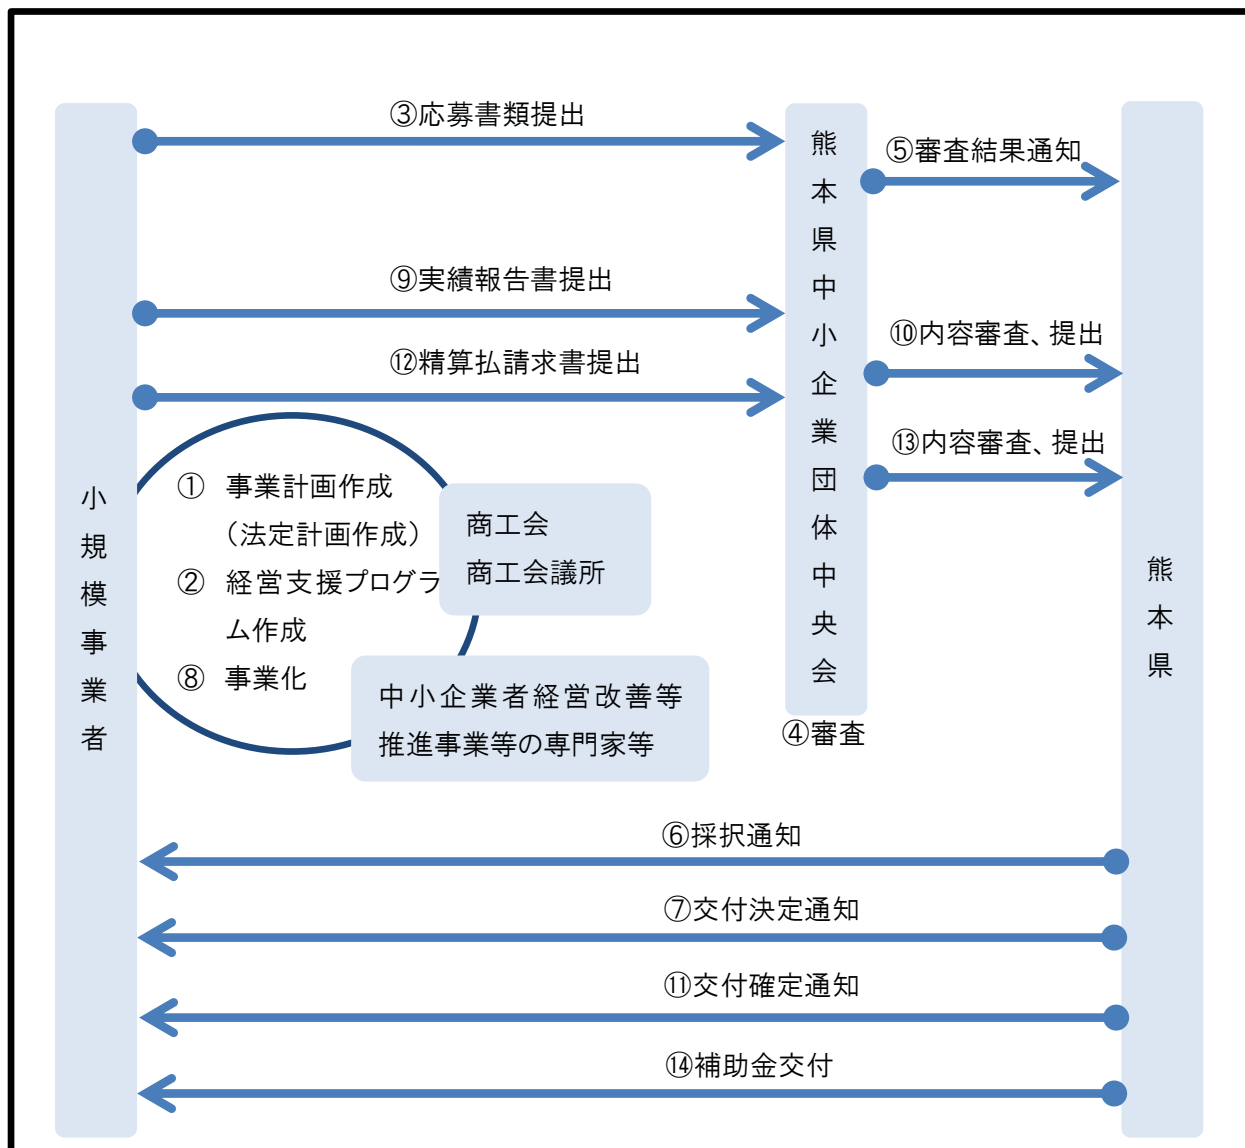 ③応募書類提出
⑤審査結果通知
⑨実績報告書提出
⑩内容審査、提出
⑫精算払請求書提出
⑬内容審査、提出
小規模事業者
① 事業計画作成
（法定計画作成）
② 経営支援プログラ
ム作成
⑧ 事業化
商工会
商工会議所
中小企業者経営改善等
推進事業等の専門家等
熊本県中小企業団体中央会
④審査
熊本県
⑥採択通知
⑦交付決定通知
⑪交付確定通知
⑭補助金交付